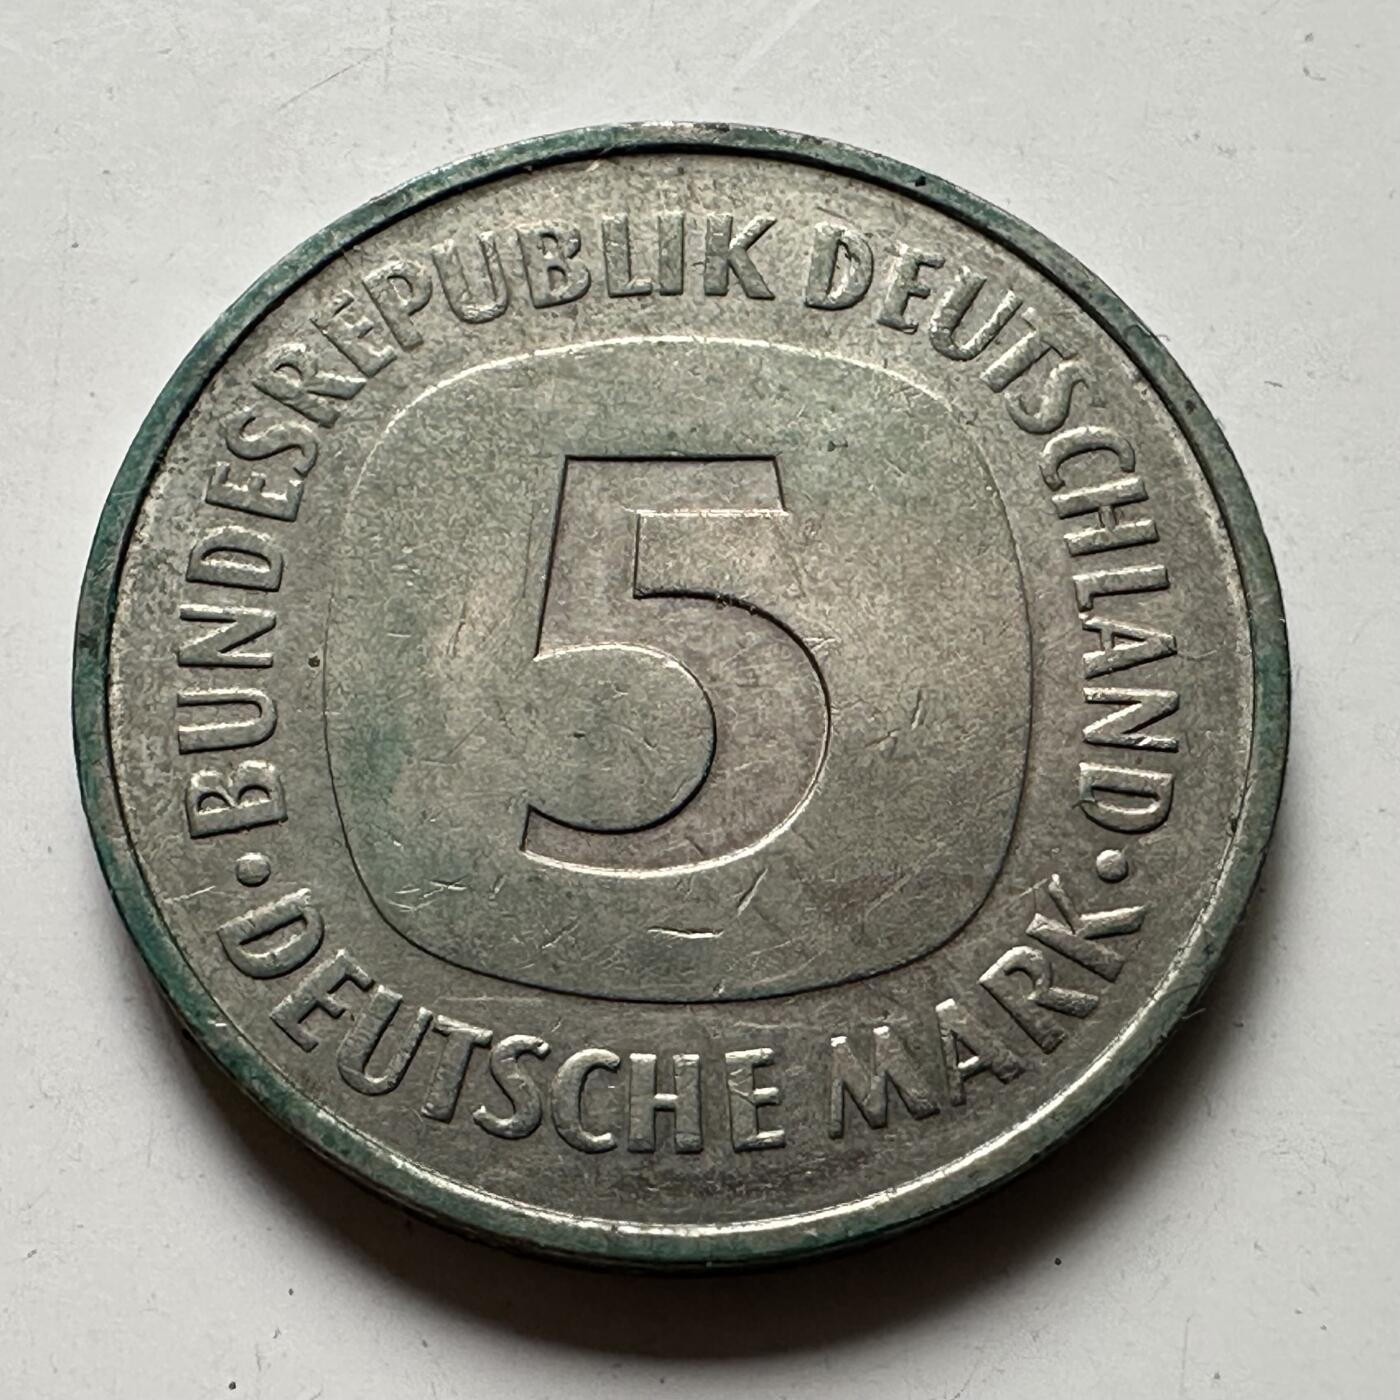 BUNDESREPUBLIK DEUTSCHLAND
5
DEUTSCHE MARK